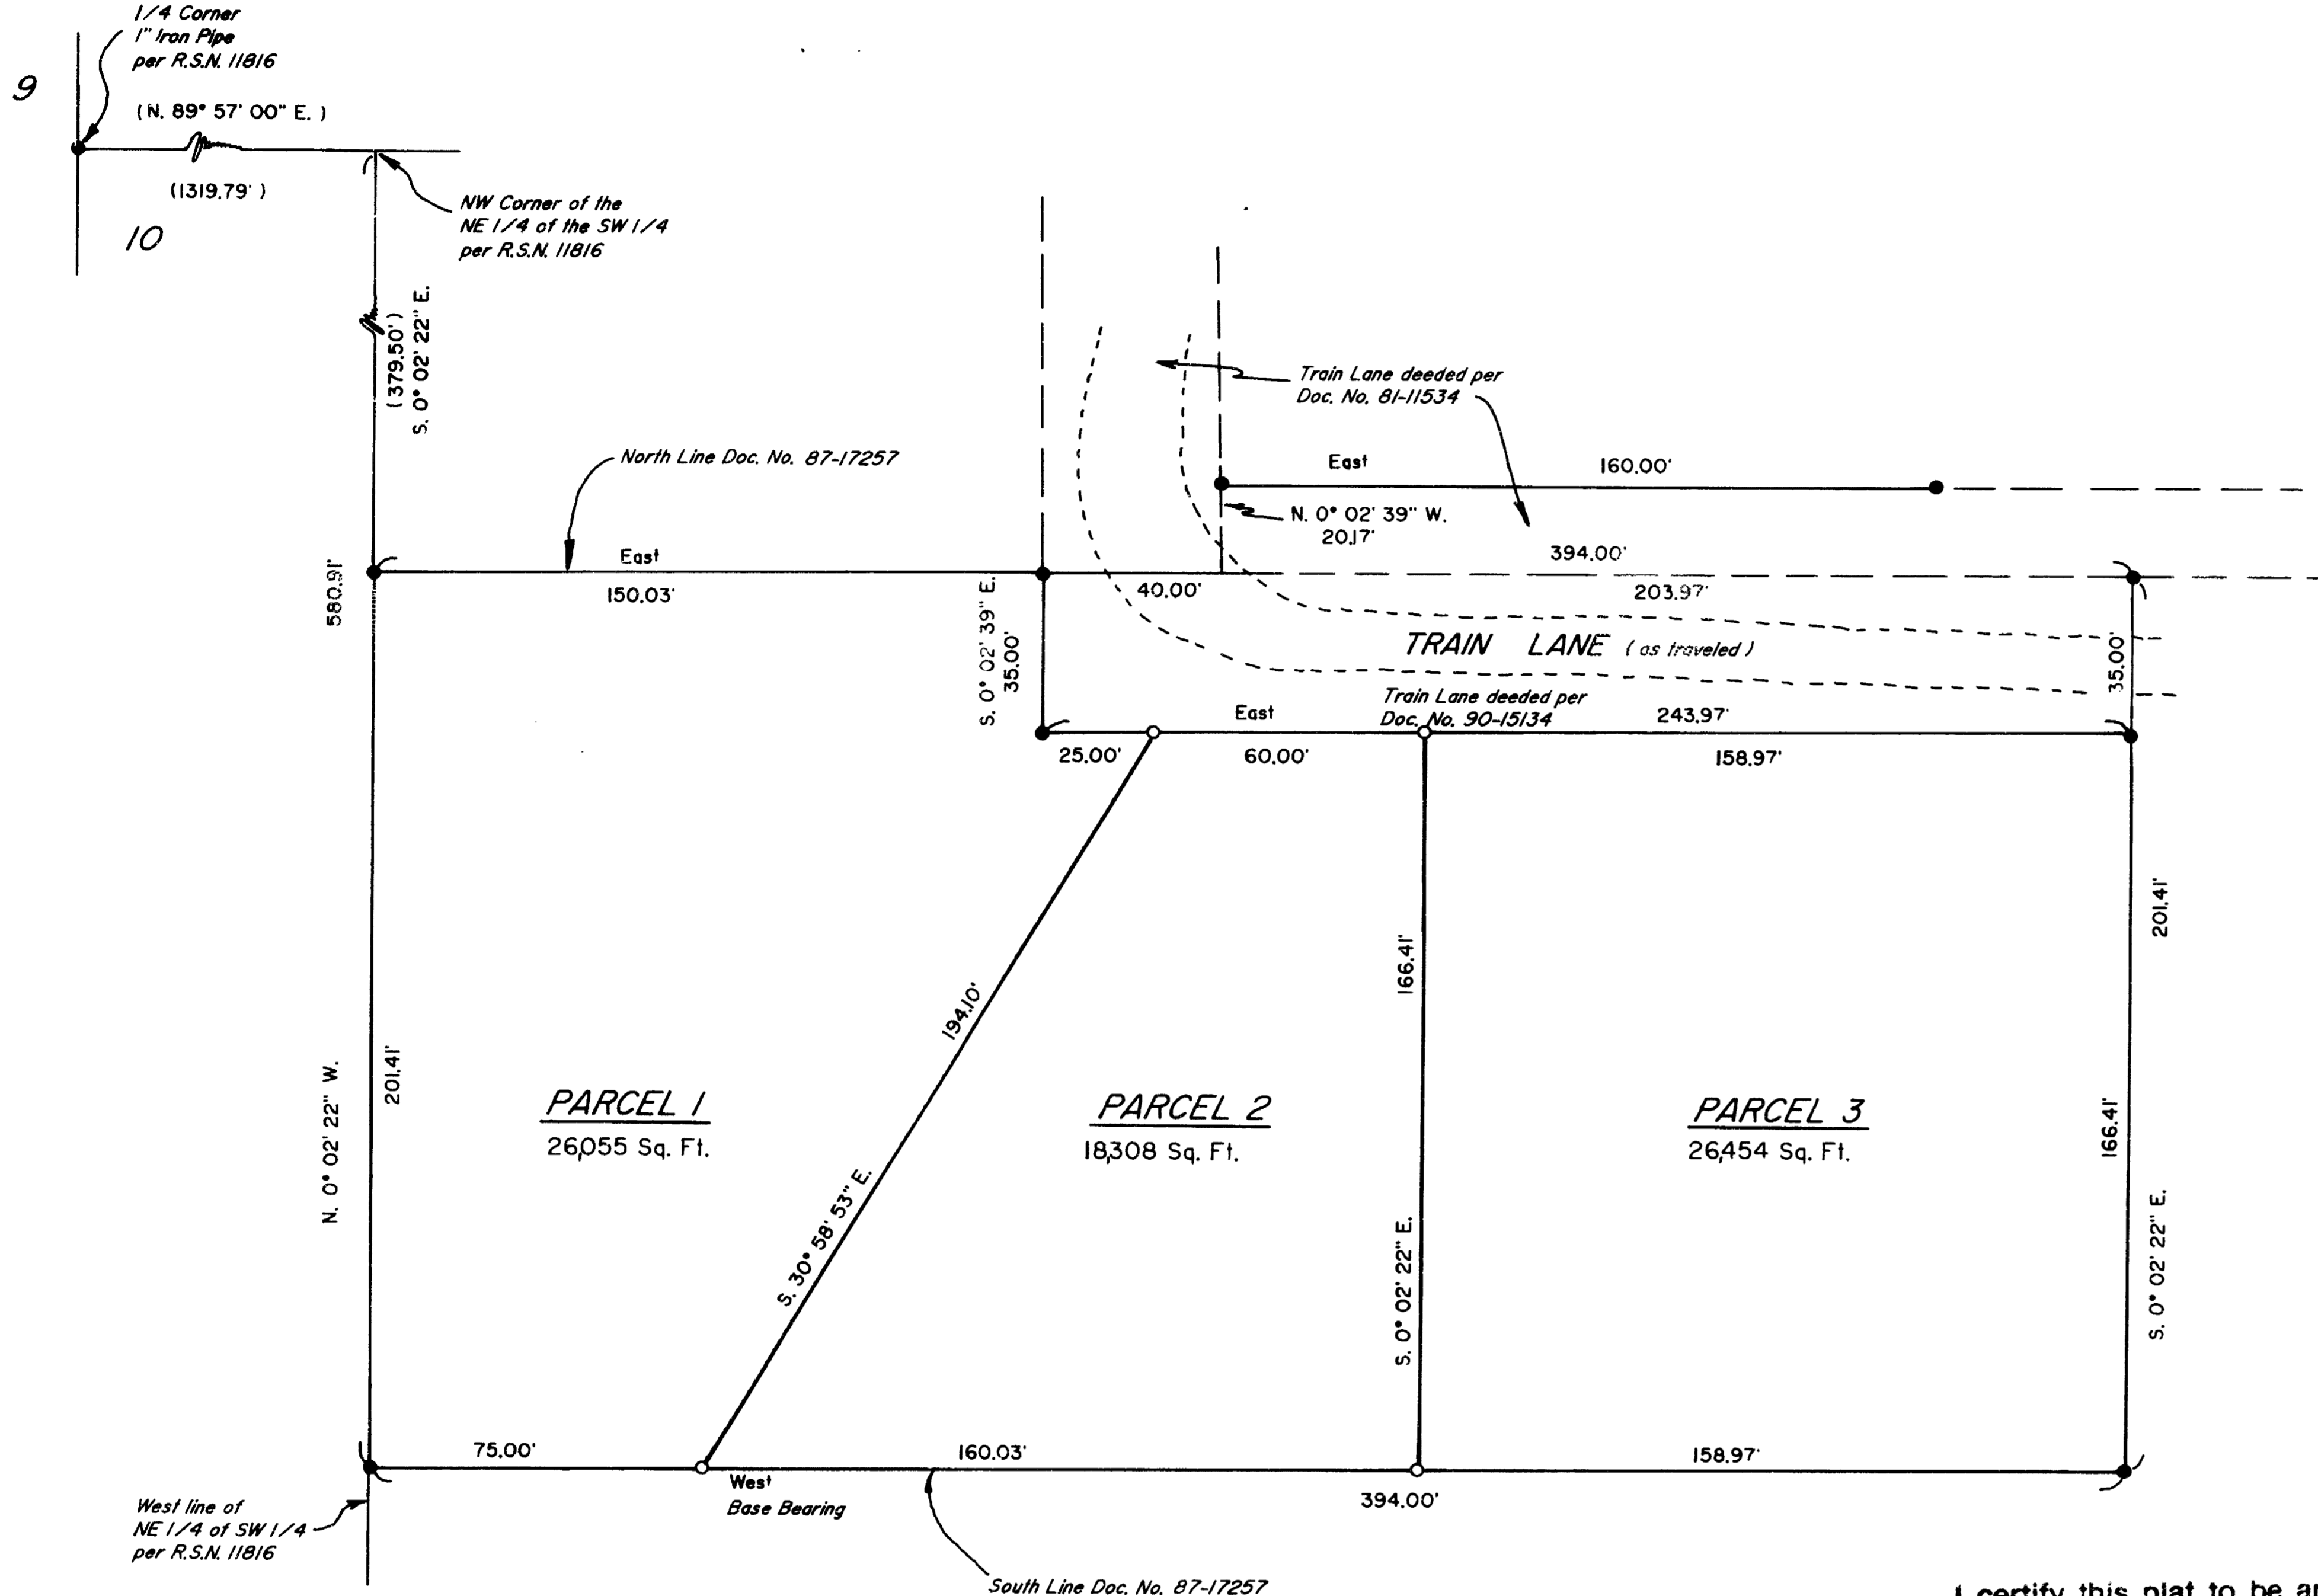 1/4 Corner
1" Iron Pipe
per R.S.N. 11816
9
(N. 89° 57' 00" E. )
(1319.79' )
10
NW Corner of the
NE 1/4 of the SW 1/4
per R.S.N. 11816
(379.50')
S. 0° 02' 22" E.
Train Lane deeded per
Doc. No. 81-11534
North Line Doc. No. 87-17257
East
160.00'
N. 0° 02' 39" W.
20.17'
394.00'
580.91'
East
150.03'
40.00'
203.97'
S. 0° 02' 39" E.
35.00'
TRAIN LANE ( as traveled )
35.00'
Train Lane deeded per
Doc. No. 90-15134
East
243.97'
25.00'
60.00'
158.97'
201.41'
166.41'
194.10'
N. 0° 02' 22" W.
201.41'
PARCEL 1
26,055 Sq. Ft.
PARCEL 2
18,308 Sq. Ft.
PARCEL 3
26,454 Sq. Ft.
166.41'
S. 30° 58' 53" E.
S. 0° 02' 22" E.
S. 0° 02' 22" E.
75.00'
160.03'
158.97'
West
Base Bearing
394.00'
West line of
NE 1/4 of SW 1/4
per R.S.N. 11816
South Line Doc. No. 87-17257
I certify this plat to be an